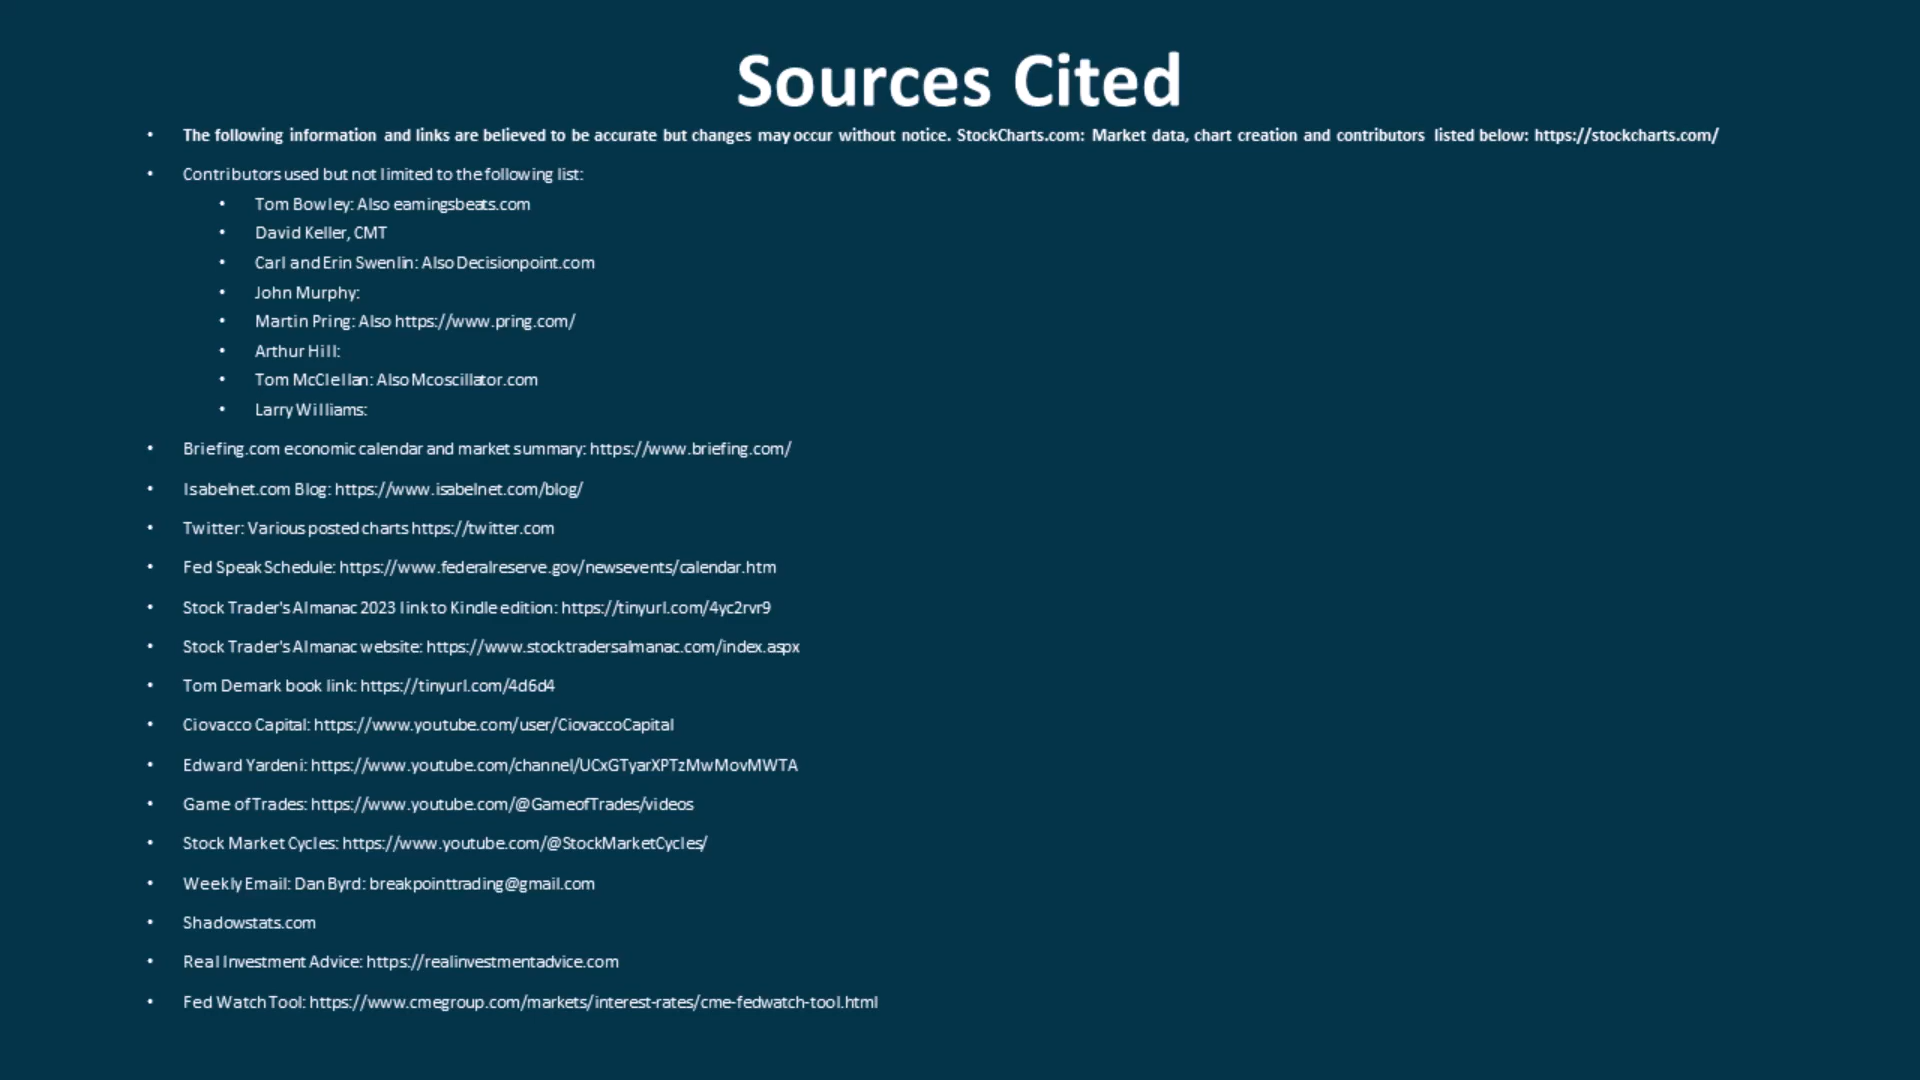 Sources Cited
• The following information and links are believed to be accurate but changes may occur without notice. StockCharts.com: Market data, chart creation and contributors listed below: https://stockcharts.com/
• Contributors used but not limited to the following list:
• Tom Bowley: Also earningsbeats.com
• David Keller, CMT
• Carl and Erin Swenlin: Also Decisionpoint.com
• John Murphy:
• Martin Pring: Also https://www.pring.com/
• Arthur Hill:
• Tom McClellan: Also Mcoscillator.com
• Larry Williams:
• Briefing.com economic calendar and market summary: https://www.briefing.com/
• Isabelnet.com Blog: https://www.isabelnet.com/blog/
• Twitter: Various posted charts https://twitter.com
• Fed Speak Schedule: https://www.federalreserve.gov/newsevents/calendar.htm
• Stock Trader's Almanac 2023 link to Kindle edition: https://tinyurl.com/4yc2rvr9
• Stock Trader's Almanac website: https://www.stocktradersalmanac.com/index.aspx
• Tom Demark book link: https://tinyurl.com/4d6d4
• Ciovacco Capital: https://www.youtube.com/user/CiovaccoCapital
• Edward Yardeni: https://www.youtube.com/channel/UCxGTyarXPTzMwMovMWTA
• Game of Trades: https://www.youtube.com/@GameofTrades/videos
• Stock Market Cycles: https://www.youtube.com/@StockMarketCycles/
• Weekly Email: Dan Byrd: breakpointtrading@gmail.com
• Shadowstats.com
• Real Investment Advice: https://realinvestmentadvice.com
• Fed Watch Tool: https://www.cmegroup.com/markets/interest-rates/cme-fedwatch-tool.html